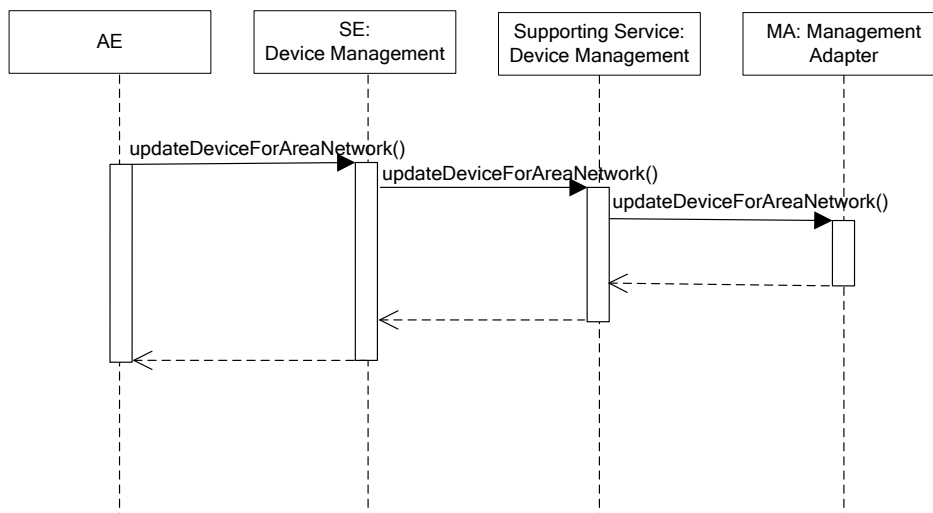 AE
SE:
Device Management
Supporting Service:
Device Management
MA: Management
Adapter
updateDeviceForAreaNetwork()
updateDeviceForAreaNetwork()
updateDeviceForAreaNetwork()